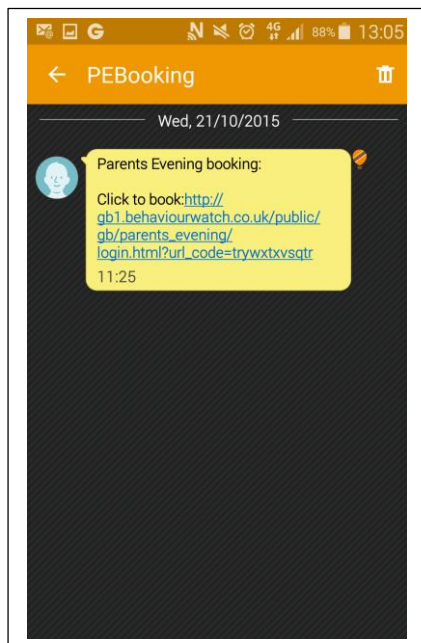 G 4G 88% 13:05
PEBooking
Wed, 21/10/2015
Parents Evening booking:
Click to book:http://
gb1.behaviourwatch.co.uk/public/
gb/parents_evening/
login.html?url_code=trywxtxvsqtr
11:25